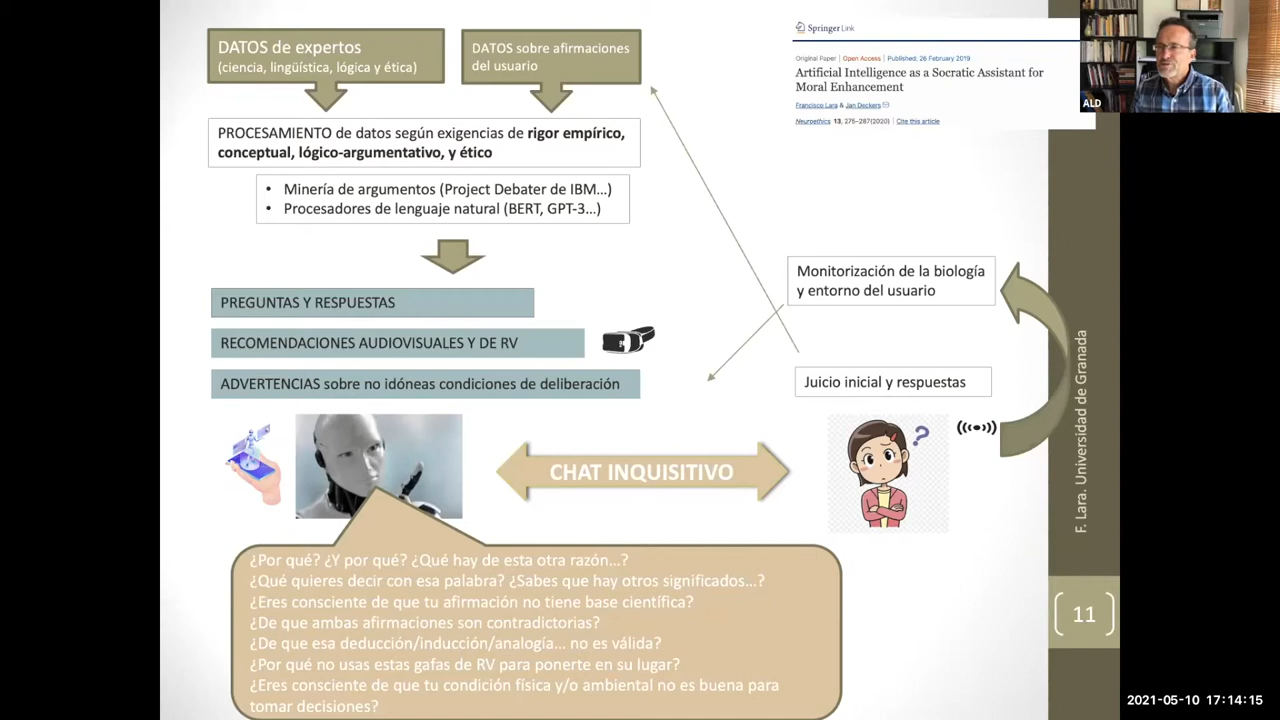 DATOS de expertos
(ciencia, lingüística, lógica y ética)
DATOS sobre afirmaciones
del usuario
PROCESAMIENTO de datos según exigencias de rigor empírico,
conceptual, lógico-argumentativo, y ético
• Minería de argumentos (Project Debater de IBM...)
• Procesadores de lenguaje natural (BERT, GPT-3...)
PREGUNTAS Y RESPUESTAS
RECOMENDACIONES AUDIOVISUALES Y DE RV
ADVERTENCIAS sobre no idóneas condiciones de deliberación
Springer Link
Original Paper | Open Access | Published: 26 February 2019
Artificial Intelligence as a Socratic Assistant for
Moral Enhancement
Francisco Lara & Jan Deckers
Neuroethics 13, 275–287(2020) | Cite this article
ALD
Monitorización de la biología
y entorno del usuario
Juicio inicial y respuestas
CHAT INQUISITIVO
?
¿Por qué? ¿Y por qué? ¿Qué hay de esta otra razón...?
¿Qué quieres decir con esa palabra? ¿Sabes que hay otros significados...?
¿Eres consciente de que tu afirmación no tiene base científica?
¿De que ambas afirmaciones son contradictorias?
¿De que esa deducción/inducción/analogía... no es válida?
¿Por qué no usas estas gafas de RV para ponerte en su lugar?
¿Eres consciente de que tu condición física y/o ambiental no es buena para
tomar decisiones?
F. Lara. Universidad de Granada
11
2021-05-10 17:14:15